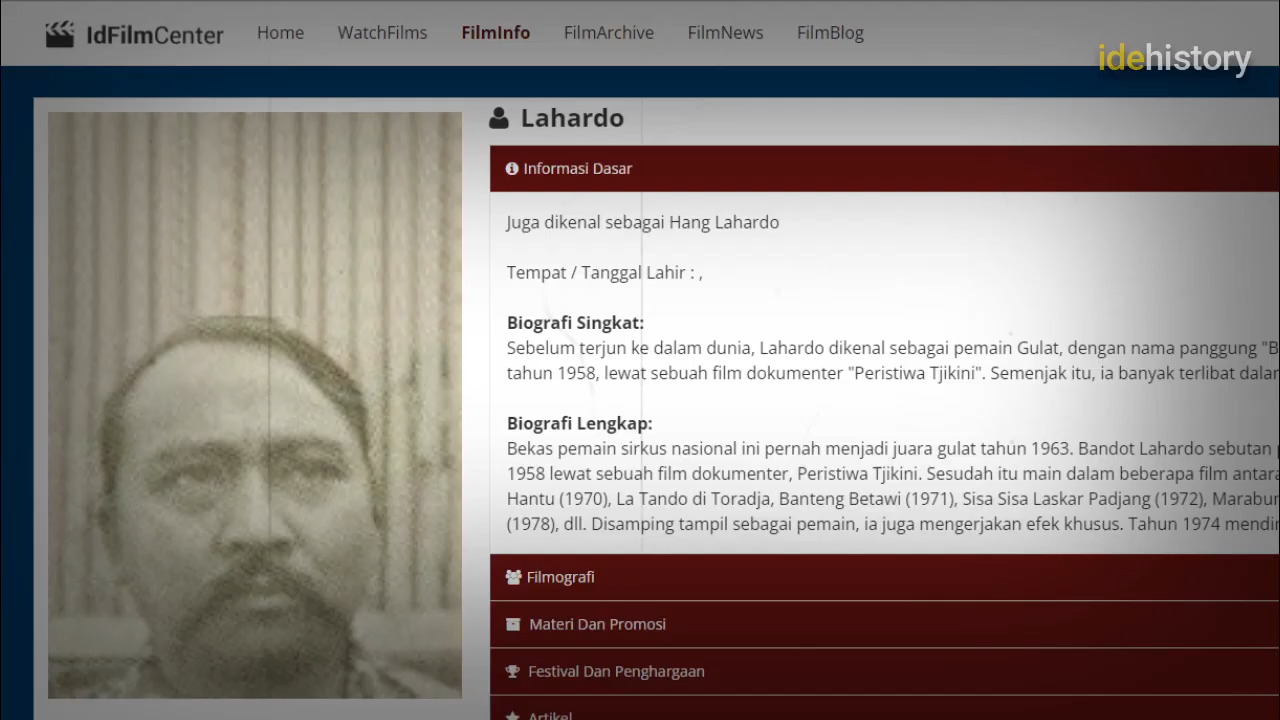 IdFilmCenter Home WatchFilms FilmInfo FilmArchive FilmNews FilmBlog
idehistory
Lahardo
Informasi Dasar
Juga dikenal sebagai Hang Lahardo
Tempat / Tanggal Lahir : ,
Biografi Singkat:
Sebelum terjun ke dalam dunia, Lahardo dikenal sebagai pemain Gulat, dengan nama panggung "B
tahun 1958, lewat sebuah film dokumenter "Peristiwa Tjikini". Semenjak itu, ia banyak terlibat dalam
Biografi Lengkap:
Bekas pemain sirkus nasional ini pernah menjadi juara gulat tahun 1963. Bandot Lahardo sebutan
1958 lewat sebuah film dokumenter, Peristiwa Tjikini. Sesudah itu main dalam beberapa film antara
Hantu (1970), La Tando di Toradja, Banteng Betawi (1971), Sisa Sisa Laskar Padjang (1972), Marabun
(1978), dll. Disamping tampil sebagai pemain, ia juga mengerjakan efek khusus. Tahun 1974 mendir
Filmografi
Materi Dan Promosi
Festival Dan Penghargaan
Artikel